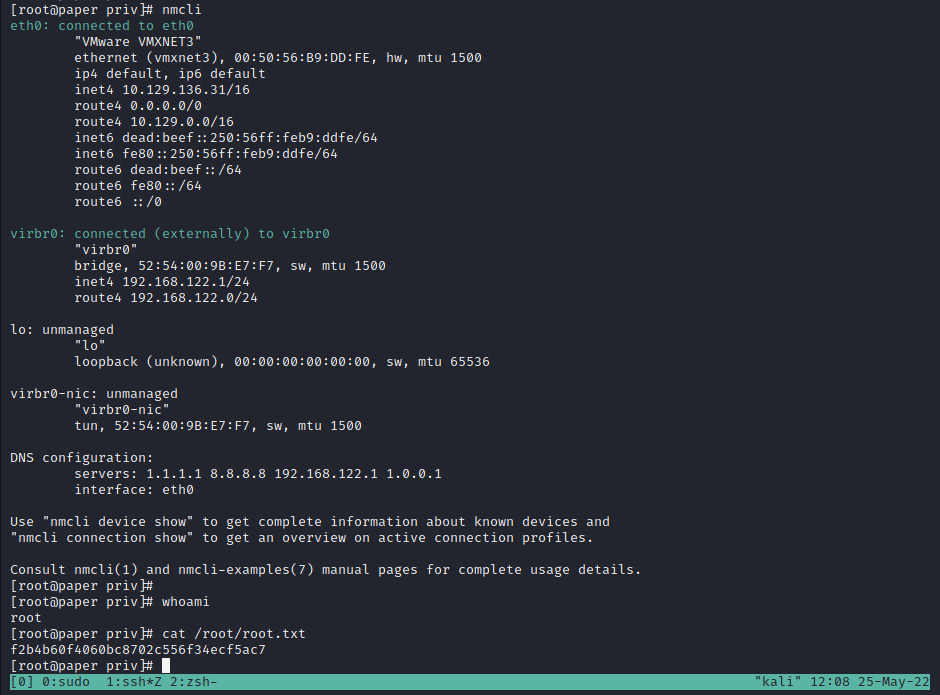 [root@paper priv]# nmcli
eth0: connected to eth0
"VMware VMXNET3"
ethernet (vmxnet3), 00:50:56:B9:DD:FE, hw, mtu 1500
ip4 default, ip6 default
inet4 10.129.136.31/16
route4 0.0.0.0/0
route4 10.129.0.0/16
inet6 dead:beef::250:56ff:feb9:ddfe/64
inet6 fe80::250:56ff:feb9:ddfe/64
route6 dead:beef::/64
route6 fe80::/64
route6 ::/0
virbr0: connected (externally) to virbr0
"virbr0"
bridge, 52:54:00:9B:E7:F7, sw, mtu 1500
inet4 192.168.122.1/24
route4 192.168.122.0/24
lo: unmanaged
"lo"
loopback (unknown), 00:00:00:00:00:00, sw, mtu 65536
virbr0-nic: unmanaged
"virbr0-nic"
tun, 52:54:00:9B:E7:F7, sw, mtu 1500
DNS configuration:
servers: 1.1.1.1 8.8.8.8 192.168.122.1 1.0.0.1
interface: eth0
Use "nmcli device show" to get complete information about known devices and
"nmcli connection show" to get an overview on active connection profiles.
Consult nmcli(1) and nmcli-examples(7) manual pages for complete usage details.
[root@paper priv]#
[root@paper priv]# whoami
root
[root@paper priv]# cat /root/root.txt
f2b4b60f4060bc8702c556f34ecf5ac7
[root@paper priv]#
[0] 0:sudo  1:ssh*Z 2:zsh-  "kali" 12:08 25-May-22